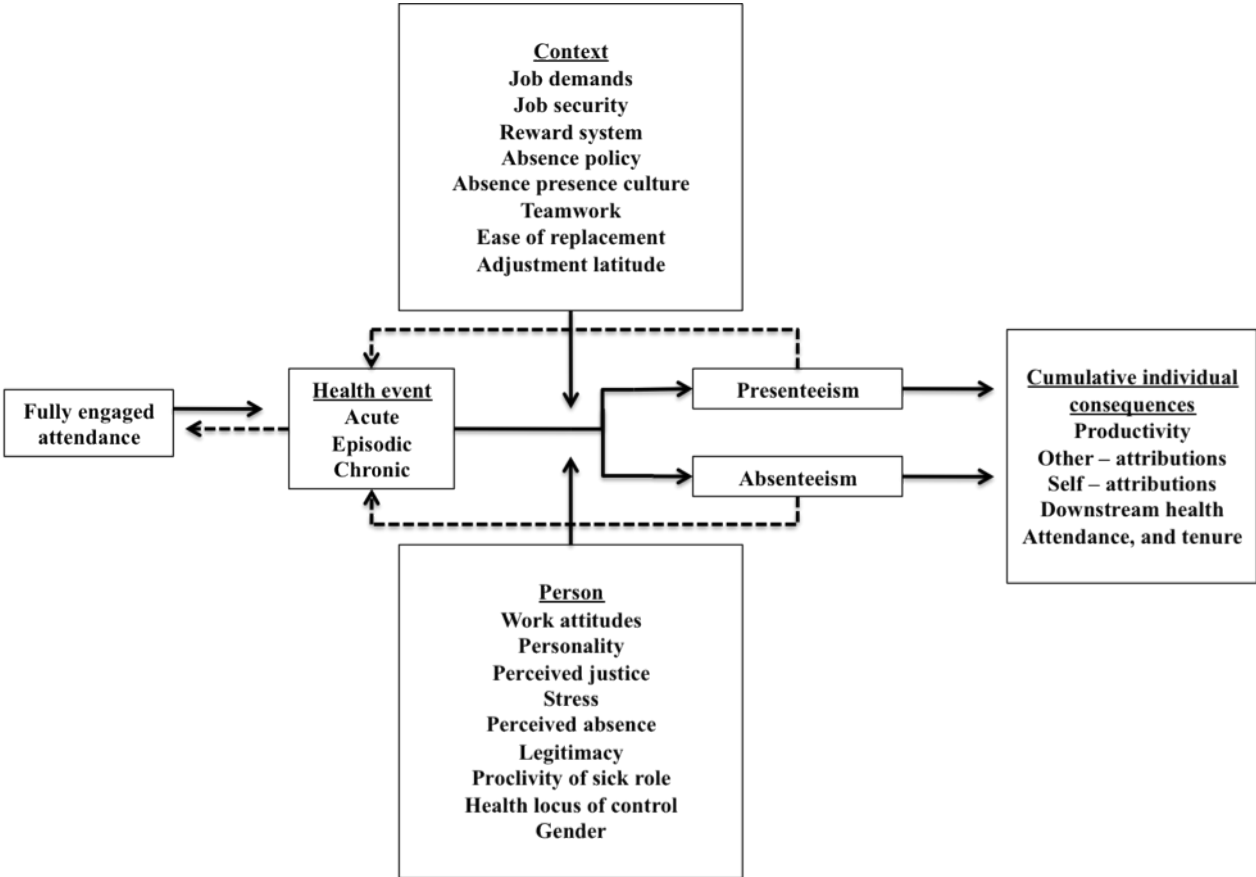 Context
Job demands
Job security
Reward system
Absence policy
Absence presence culture
Teamwork
Ease of replacement
Adjustment latitude
Fully engaged
attendance
Health event
Acute
Episodic
Chronic
Presenteeism
Absenteeism
Cumulative individual
consequences
Productivity
Other – attributions
Self – attributions
Downstream health
Attendance, and tenure
Person
Work attitudes
Personality
Perceived justice
Stress
Perceived absence
Legitimacy
Proclivity of sick role
Health locus of control
Gender